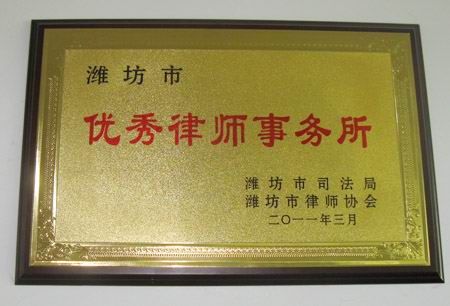 潍坊市
优秀律师事务所
潍坊市司法局
潍坊市律师协会
二〇一一年三月